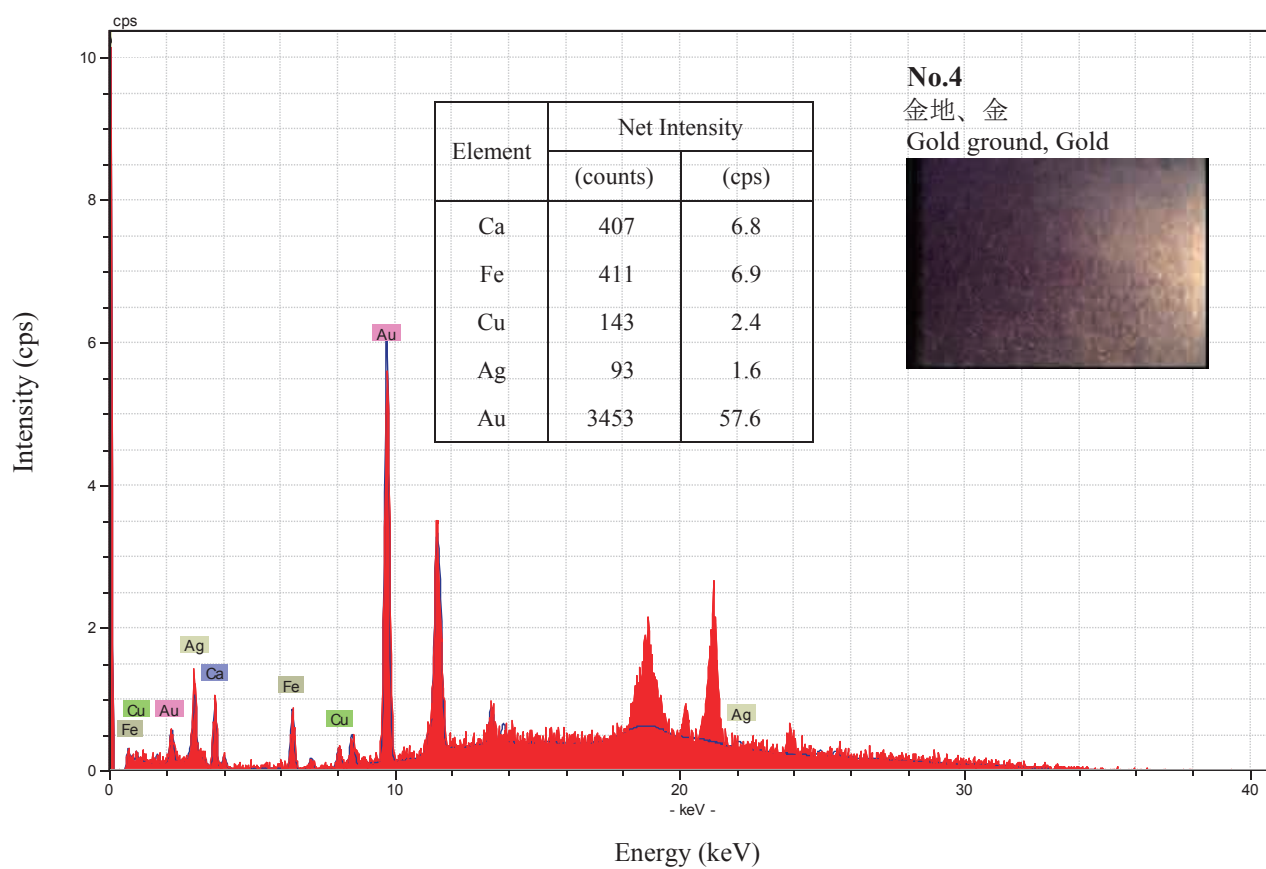 cps
10
8
6
4
2
0
Intensity (cps)
No.4
金地、金
Gold ground, Gold
Element Net Intensity
(counts) (cps)
Ca 407 6.8
Fe 411 6.9
Cu 143 2.4
Ag 93 1.6
Au 3453 57.6
Au
Ag
Ca
Cu Au
Fe
Fe
Cu
Ag
0 10 20 30 40
- keV -
Energy (keV)